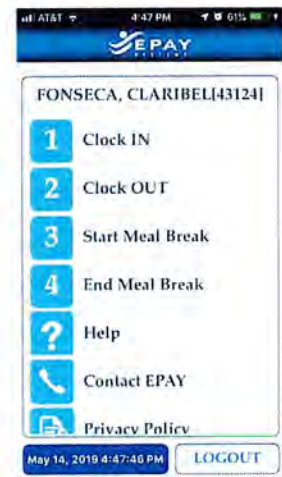 AT&T 4:47 PM 61%
EPAY
SYSTEMS
FONSECA, CLARIBEL[43124]
1 Clock IN
2 Clock OUT
3 Start Meal Break
4 End Meal Break
? Help
Contact EPAY
Privacy Policy
May 14, 2019 4:47:46 PM LOGOUT